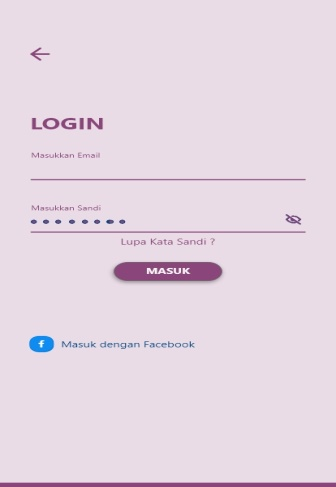 LOGIN
Masukkan Email
Masukkan Sandi
Lupa Kata Sandi ?
MASUK
f Masuk dengan Facebook